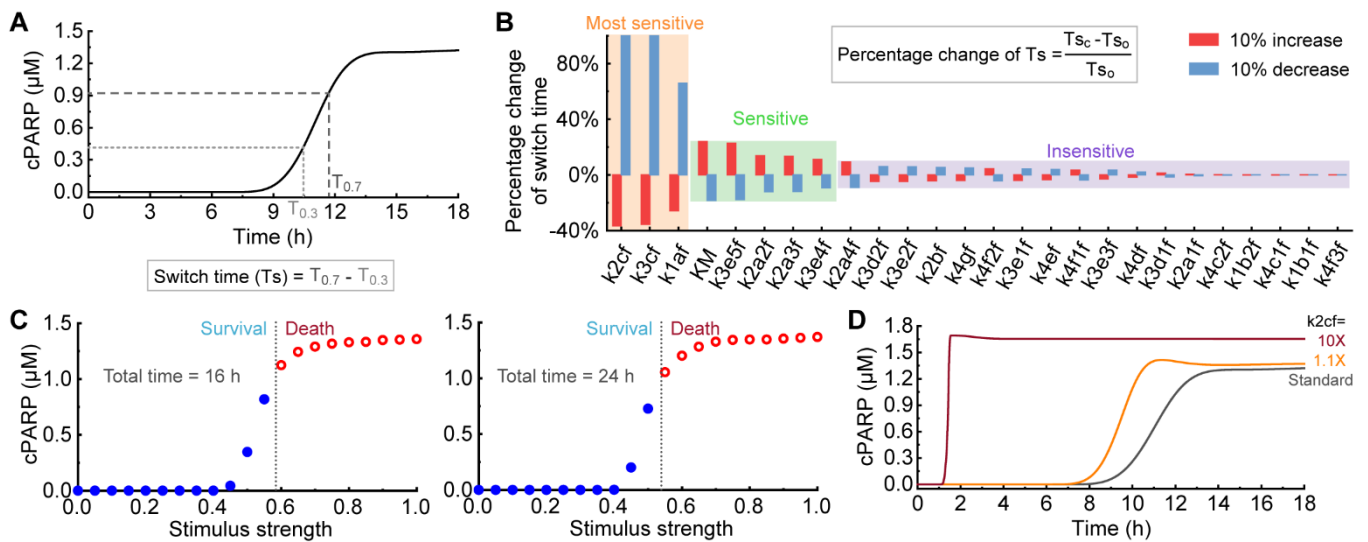 A
cPARP (μM)
1.5
1.2
0.9
0.6
0.3
0.0
T0.7
T0.3
0 3 6 9 12 15 18
Time (h)
Switch time (Ts) = T0.7 - T0.3
B
Most sensitive
Percentage change of Ts = Tsc -Tso
Tso
10% increase
10% decrease
Percentage change
of switch time
80%
40%
0%
-40%
Sensitive
Insensitive
k2cf k3cf k1af KM k3e5f k2a2f k2a3f k3e4f k2a4f k3d2f k3e2f k2bf k4gf k4f2f k3e1f k4ef k4f1f k3e3f k4df k3d1f k2a1f k4c2f k1b2f k4c1f k1b1f k4f3f
C
cPARP (μM)
1.5
1.0
0.5
0.0
Survival Death
Total time = 16 h
0.0 0.2 0.4 0.6 0.8 1.0
Stimulus strength
1.5
1.0
0.5
0.0
Survival Death
Total time = 24 h
0.0 0.2 0.4 0.6 0.8 1.0
Stimulus strength
D
cPARP (μM)
1.8
1.5
1.2
0.9
0.6
0.3
0.0
k2cf=
10X
1.1X
Standard
0 2 4 6 8 10 12 14 16 18
Time (h)